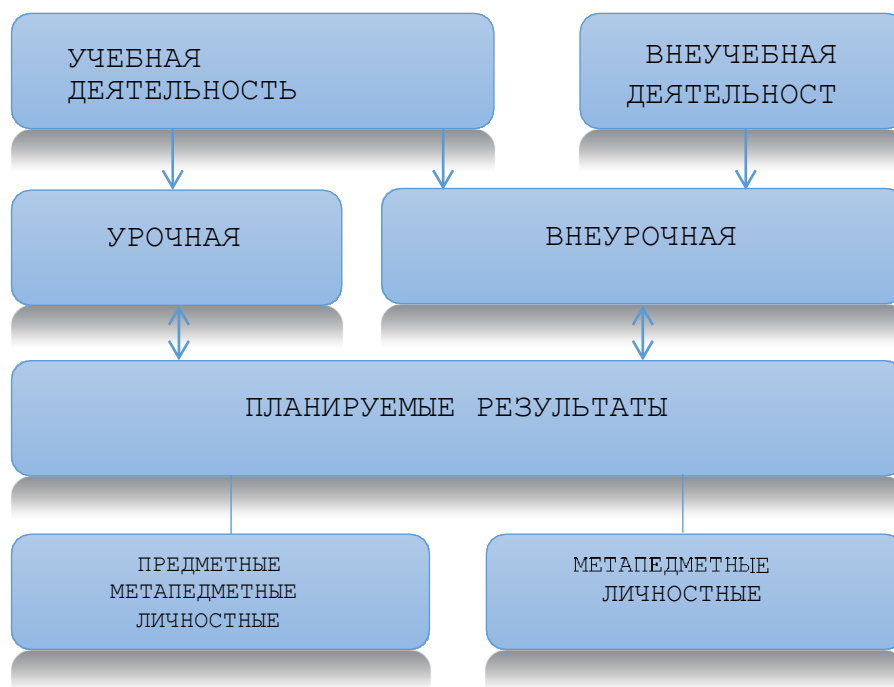 УЧЕБНАЯ
ДЕЯТЕЛЬНОСТЬ
ВНЕУЧЕБНАЯ
ДЕЯТЕЛЬНОСТ
УРОЧНАЯ
ВНЕУРОЧНАЯ
ПЛАНИРУЕМЫЕ РЕЗУЛЬТАТЫ
ПРЕДМЕТНЫЕ
МЕТАПЕДМЕТНЫЕ
ЛИЧНОСТНЫЕ
МЕТАПЕДМЕТНЫЕ
ЛИЧНОСТНЫЕ